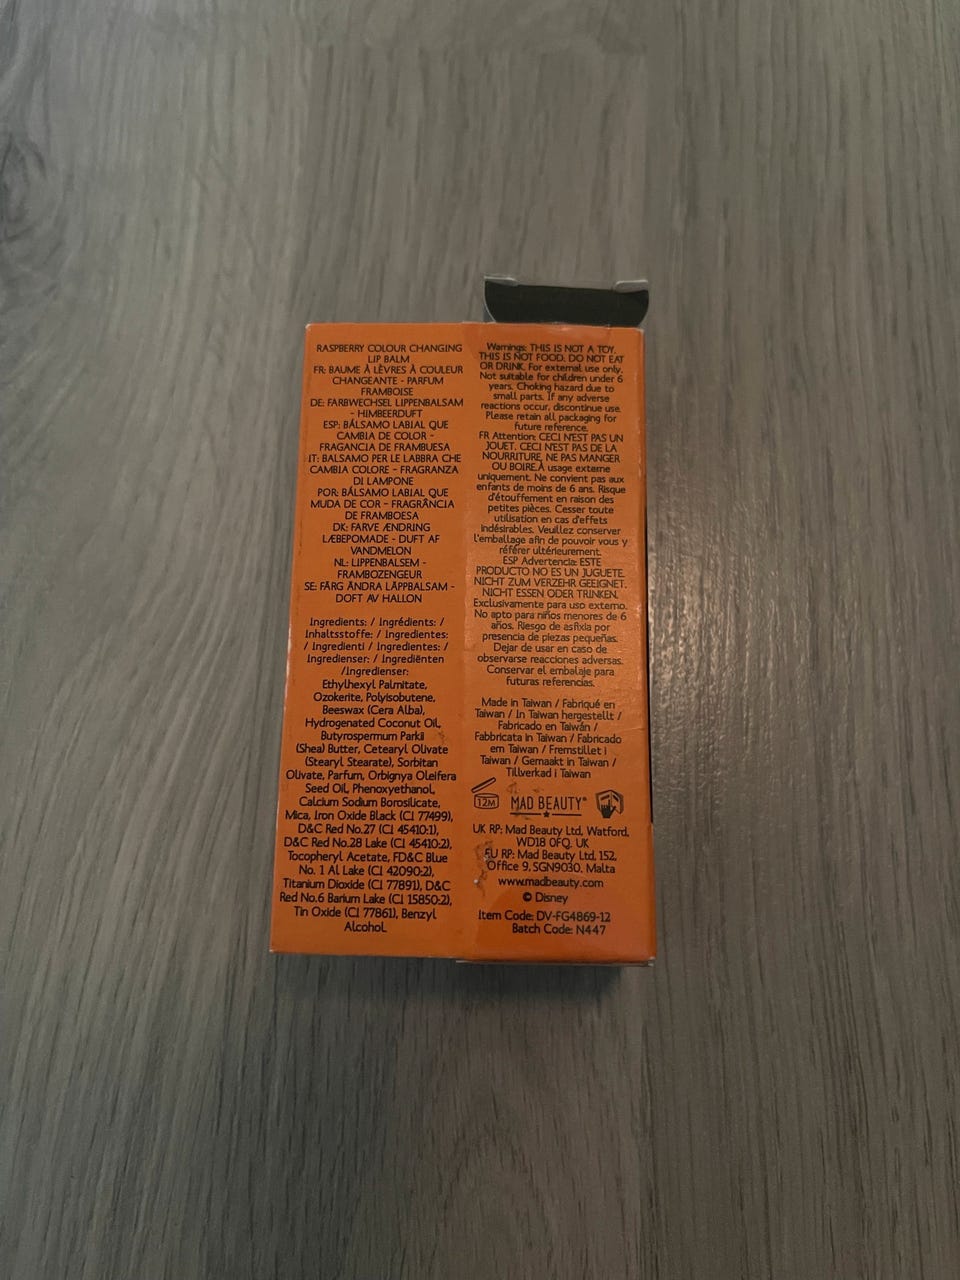 RASPBERRY COLOUR CHANGING
LIP BALM
FR: BAUME À LÈVRES À COULEUR
CHANGEANTE - PARFUM
FRAMBOISE
DE: FARBWECHSEL LIPPENBALSAM
- HIMBEERDUFT
ESP: BÁLSAMO LABIAL QUE
CAMBIA DE COLOR -
FRAGANCIA DE FRAMBUESA
IT: BALSAMO PER LE LABBRA CHE
CAMBIA COLORE - FRAGRANZA
DI LAMPONE
POR: BÁLSAMO LABIAL QUE
MUDA DE COR - FRAGRÂNCIA
DE FRAMBOESA
DK: FARVE ÆNDRING
LÆBEPOMADE - DUFT AF
VANDMELON
NL: LIPPENBALSEM -
FRAMBOZENGEUR
SE: FÄRG ÄNDRA LÄPPBALSAM -
DOFT AV HALLON
Ingredients: / Ingrédients: /
Inhaltsstoffe: / Ingredientes:
/ Ingredienti / Ingredientes: /
Ingredienser: / Ingrediënten
/Ingredienser:
Ethylhexyl Palmitate,
Ozokerite, Polyisobutene,
Beeswax (Cera Alba),
Hydrogenated Coconut Oil,
Butyrospermum Parkii
(Shea) Butter, Cetearyl Olivate
(Stearyl Stearate), Sorbitan
Olivate, Parfum, Orbignya Oleifera
Seed Oil, Phenoxyethanol,
Calcium Sodium Borosilicate,
Mica, Iron Oxide Black (CI 77499),
D&C Red No.27 (CI 45410:1),
D&C Red No.28 Lake (CI 45410:2),
Tocopheryl Acetate, FD&C Blue
No. 1 Al Lake (CI 42090:2),
Titanium Dioxide (CI 77891), D&C
Red No.6 Barium Lake (CI 15850:2),
Tin Oxide (CI 77861), Benzyl
Alcohol.
Warnings: THIS IS NOT A TOY.
THIS IS NOT FOOD. DO NOT EAT
OR DRINK. For external use only.
Not suitable for children under 6
years. Choking hazard due to
small parts. If any adverse
reactions occur, discontinue use.
Please retain all packaging for
future reference.
FR Attention: CECI N'EST PAS UN
JOUET. CECI N'EST PAS DE LA
NOURRITURE, NE PAS MANGER
OU BOIRE.À usage externe
uniquement. Ne convient pas aux
enfants de moins de 6 ans. Risque
d'étouffement en raison des
petites pièces. Cesser toute
utilisation en cas d'effets
indésirables. Veuillez conserver
l'emballage afin de pouvoir vous y
référer ultérieurement.
ESP Advertencia: ESTE
PRODUCTO NO ES UN JUGUETE.
NICHT ZUM VERZEHR GEEIGNET.
NICHT ESSEN ODER TRINKEN.
Exclusivamente para uso externo.
No apto para niños menores de 6
años. Riesgo de asfixia por
presencia de piezas pequeñas.
Dejar de usar en caso de
observarse reacciones adversas.
Conservar el embalaje para
futuras referencias.
Made in Taiwan / Fabriqué en
Taiwan / In Taiwan hergestellt /
Fabricado en Taiwán /
Fabbricata in Taiwan / Fabricado
em Taiwan / Fremstillet i
Taiwan / Gemaakt in Taiwan /
Tillverkad i Taiwan
12M MAD BEAUTY®
UK RP: Mad Beauty Ltd, Watford,
WD18 0FQ. UK
EU RP: Mad Beauty Ltd, 152,
Office 9, SGN9030, Malta
www.madbeauty.com
© Disney
Item Code: DV-FG4869-12
Batch Code: N447